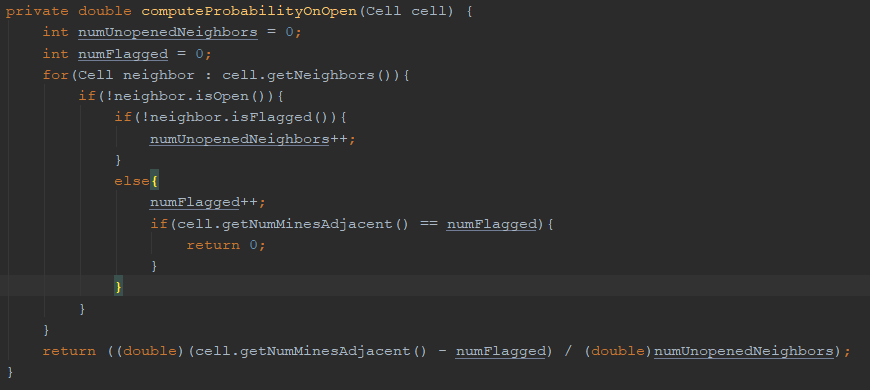 private double computeProbabilityOnOpen(Cell cell) {
    int numUnopenedNeighbors = 0;
    int numFlagged = 0;
    for(Cell neighbor : cell.getNeighbors()){
        if(!neighbor.isOpen()){
            if(!neighbor.isFlagged()){
                numUnopenedNeighbors++;
            }
            else{
                numFlagged++;
                if(cell.getNumMinesAdjacent() == numFlagged){
                    return 0;
                }
            }
        }
    }
    return ((double)(cell.getNumMinesAdjacent() - numFlagged) / (double)numUnopenedNeighbors);
}